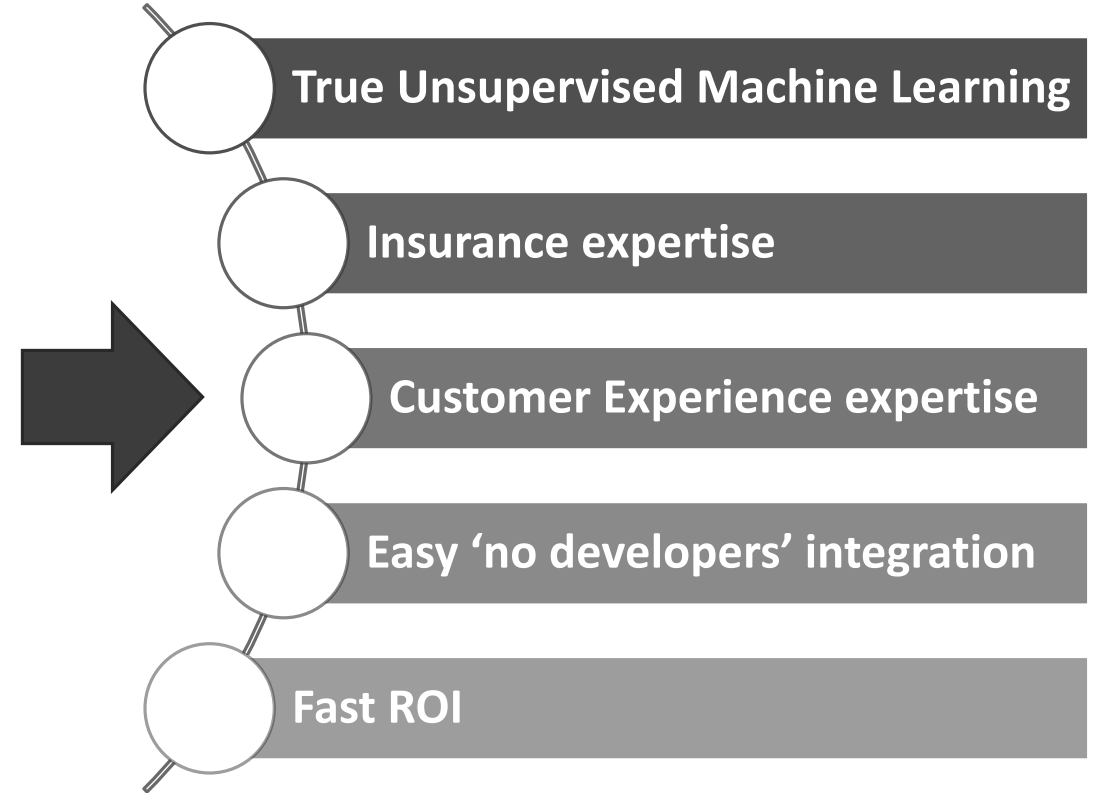 True Unsupervised Machine Learning
Insurance expertise
Customer Experience expertise
Easy ‘no developers’ integration
Fast ROI